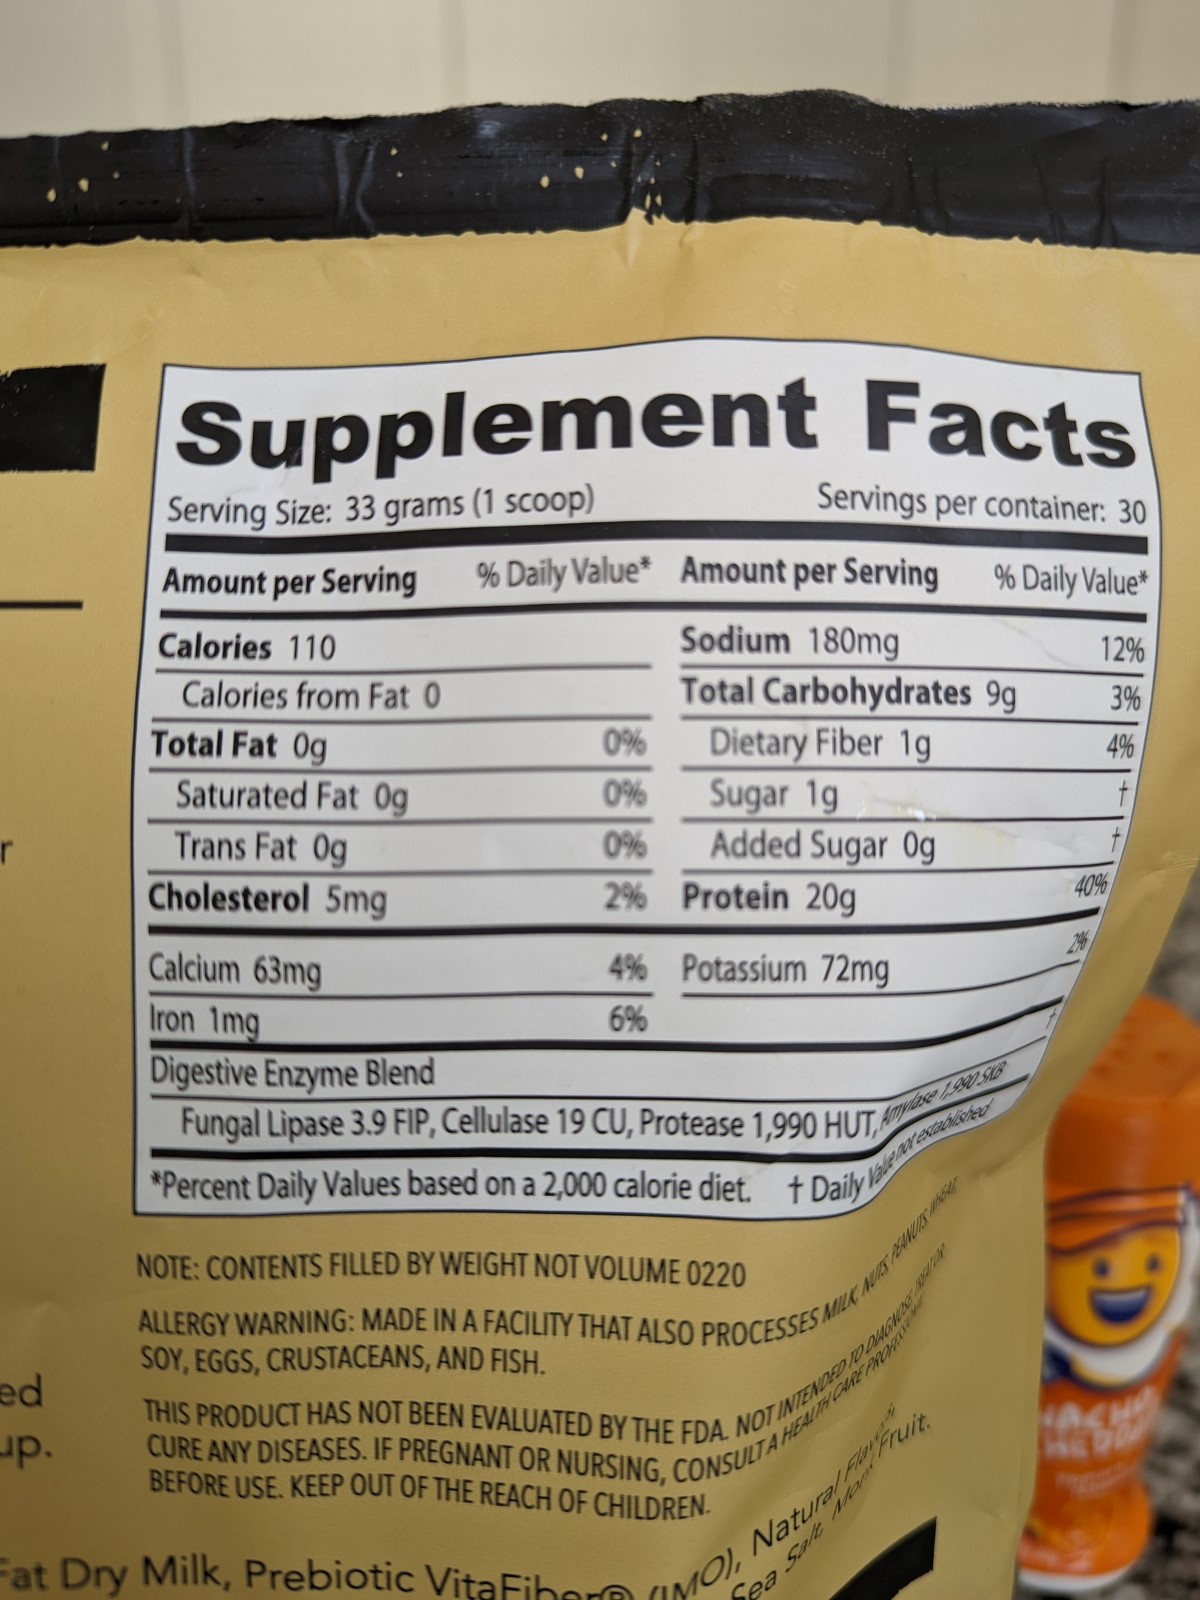 Supplement Facts
Serving Size: 33 grams (1 scoop) Servings per container: 30
Amount per Serving % Daily Value* Amount per Serving % Daily Value*
Calories 110 Sodium 180mg 12%
Calories from Fat 0 Total Carbohydrates 9g 3%
Total Fat 0g 0% Dietary Fiber 1g 4%
Saturated Fat 0g 0% Sugar 1g †
Trans Fat 0g 0% Added Sugar 0g †
Cholesterol 5mg 2% Protein 20g 40%
Calcium 63mg 4% Potassium 72mg 2%
Iron 1mg 6%
Digestive Enzyme Blend †
Fungal Lipase 3.9 FIP, Cellulase 19 CU, Protease 1,990 HUT, Amylase 1,990 SKB
*Percent Daily Values based on a 2,000 calorie diet. † Daily Value not established
NOTE: CONTENTS FILLED BY WEIGHT NOT VOLUME 0220
ALLERGY WARNING: MADE IN A FACILITY THAT ALSO PROCESSES MILK, NUTS, PEANUTS, WHEAT,
SOY, EGGS, CRUSTACEANS, AND FISH.
THIS PRODUCT HAS NOT BEEN EVALUATED BY THE FDA. NOT INTENDED TO DIAGNOSE, TREAT OR
CURE ANY DISEASES. IF PREGNANT OR NURSING, CONSULT A HEALTH CARE PROFESSIONAL
BEFORE USE. KEEP OUT OF THE REACH OF CHILDREN.
r
ed
up.
Fat Dry Milk, Prebiotic VitaFiber® (IMO), Natural Flavors,
Sea Salt, Monk Fruit.
NACHO
CHEDDAR